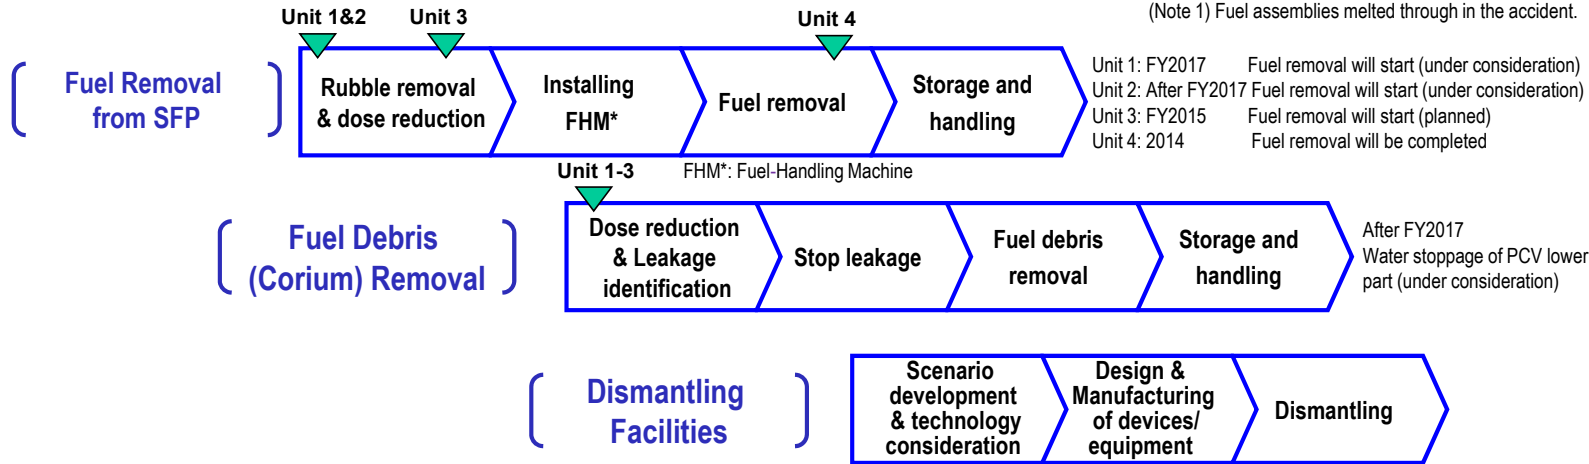 (Note 1) Fuel assemblies melted through in the accident.
Unit 1&2
Unit 3
Unit 4
Fuel Removal
from SFP
Rubble removal
& dose reduction
Installing
FHM*
Fuel removal
Storage and
handling
Unit 1: FY2017 Fuel removal will start (under consideration)
Unit 2: After FY2017 Fuel removal will start (under consideration)
Unit 3: FY2015 Fuel removal will start (planned)
Unit 4: 2014 Fuel removal will be completed
Unit 1-3
FHM*: Fuel-Handling Machine
Fuel Debris
(Corium) Removal
Dose reduction
& Leakage
identification
Stop leakage
Fuel debris
removal
Storage and
handling
After FY2017
Water stoppage of PCV lower
part (under consideration)
Dismantling
Facilities
Scenario
development
& technology
consideration
Design &
Manufacturing
of devices/
equipment
Dismantling